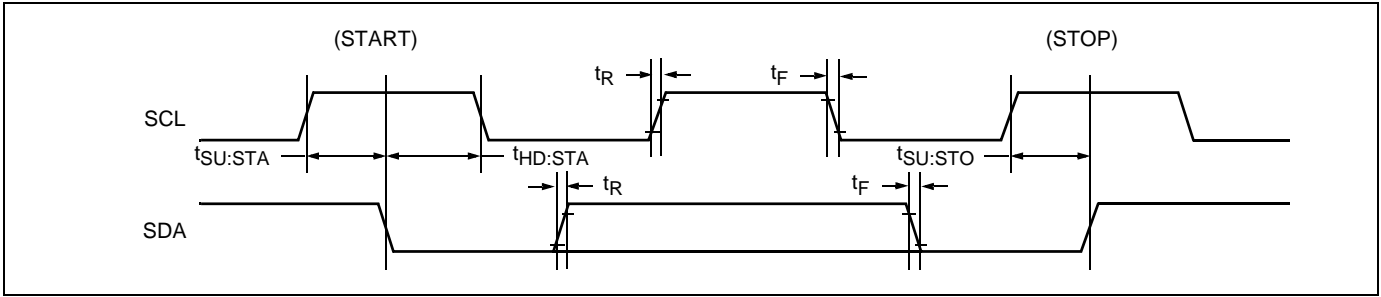 (START) (STOP)
tR tF
SCL
tSU:STA tHD:STA tSU:STO
tR tF
SDA